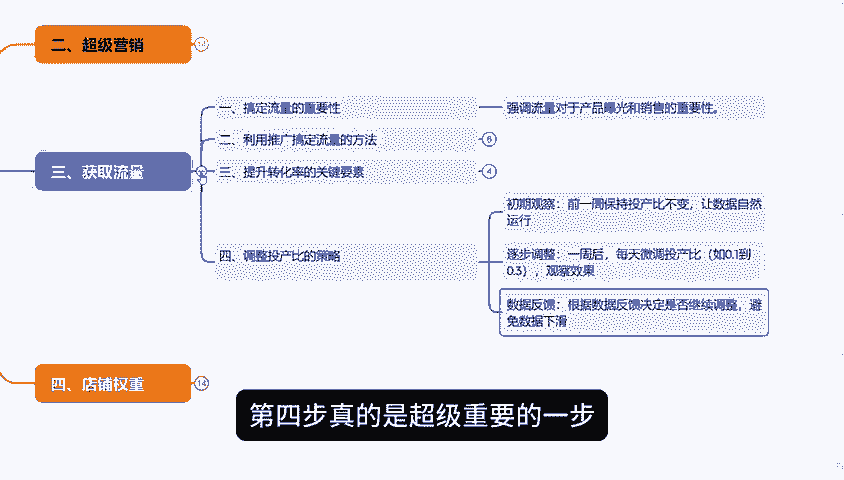 二、超级营销
14
三、获取流量
一、搞定流量的重要性
强调流量对于产品曝光和销售的重要性。
二、利用推广搞定流量的方法
6
三、提升转化率的关键要素
4
四、调整投产比的策略
初期观察：前一周保持投产比不变，让数据自然
运行
逐步调整：一周后，每天微调投产比（如0.1到
0.3），观察效果
数据反馈：根据数据反馈决定是否继续调整，避
免数据下滑
四、店铺权重
14
第四步真的是超级重要的一步